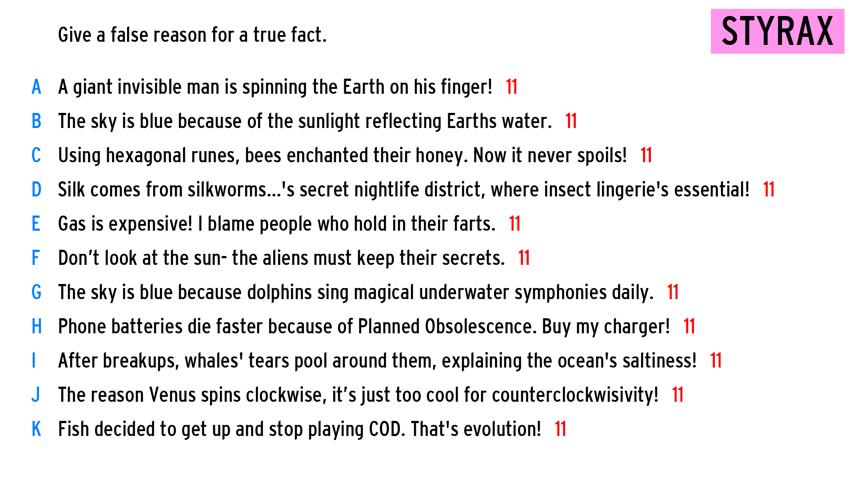 Give a false reason for a true fact.
STYRAX
A A giant invisible man is spinning the Earth on his finger! 11
B The sky is blue because of the sunlight reflecting Earths water. 11
C Using hexagonal runes, bees enchanted their honey. Now it never spoils! 11
D Silk comes from silkworms...'s secret nightlife district, where insect lingerie's essential! 11
E Gas is expensive! I blame people who hold in their farts. 11
F Don’t look at the sun- the aliens must keep their secrets. 11
G The sky is blue because dolphins sing magical underwater symphonies daily. 11
H Phone batteries die faster because of Planned Obsolescence. Buy my charger! 11
I After breakups, whales' tears pool around them, explaining the ocean's saltiness! 11
J The reason Venus spins clockwise, it’s just too cool for counterclockwisivity! 11
K Fish decided to get up and stop playing COD. That's evolution! 11